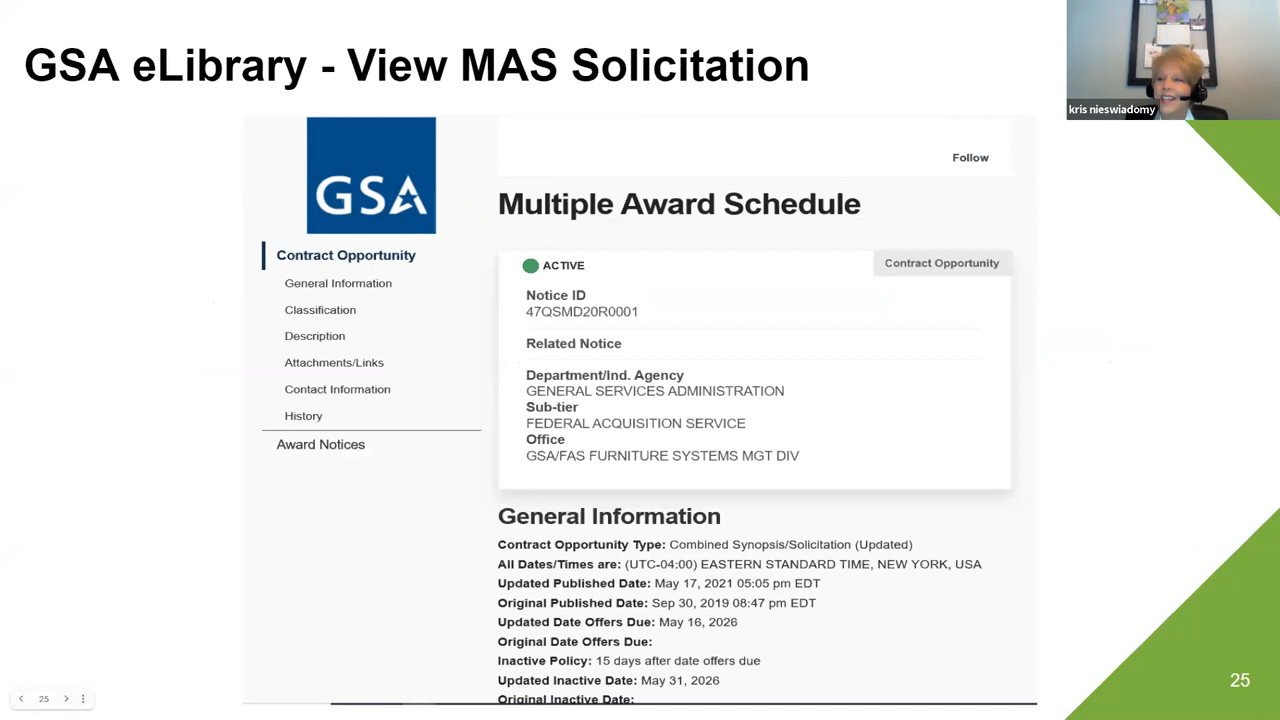 GSA eLibrary - View MAS Solicitation
kris nieswiadomy
GSA
Follow
Multiple Award Schedule
Contract Opportunity
General Information
Classification
Description
Attachments/Links
Contact Information
History
Award Notices
ACTIVE
Contract Opportunity
Notice ID
47QSMD20R0001
Related Notice
Department/Ind. Agency
GENERAL SERVICES ADMINISTRATION
Sub-tier
FEDERAL ACQUISITION SERVICE
Office
GSA/FAS FURNITURE SYSTEMS MGT DIV
General Information
Contract Opportunity Type: Combined Synopsis/Solicitation (Updated)
All Dates/Times are: (UTC-04:00) EASTERN STANDARD TIME, NEW YORK, USA
Updated Published Date: May 17, 2021 05:05 pm EDT
Original Published Date: Sep 30, 2019 08:47 pm EDT
Updated Date Offers Due: May 16, 2026
Original Date Offers Due:
Inactive Policy: 15 days after date offers due
Updated Inactive Date: May 31, 2026
Original Inactive Date:
25
25